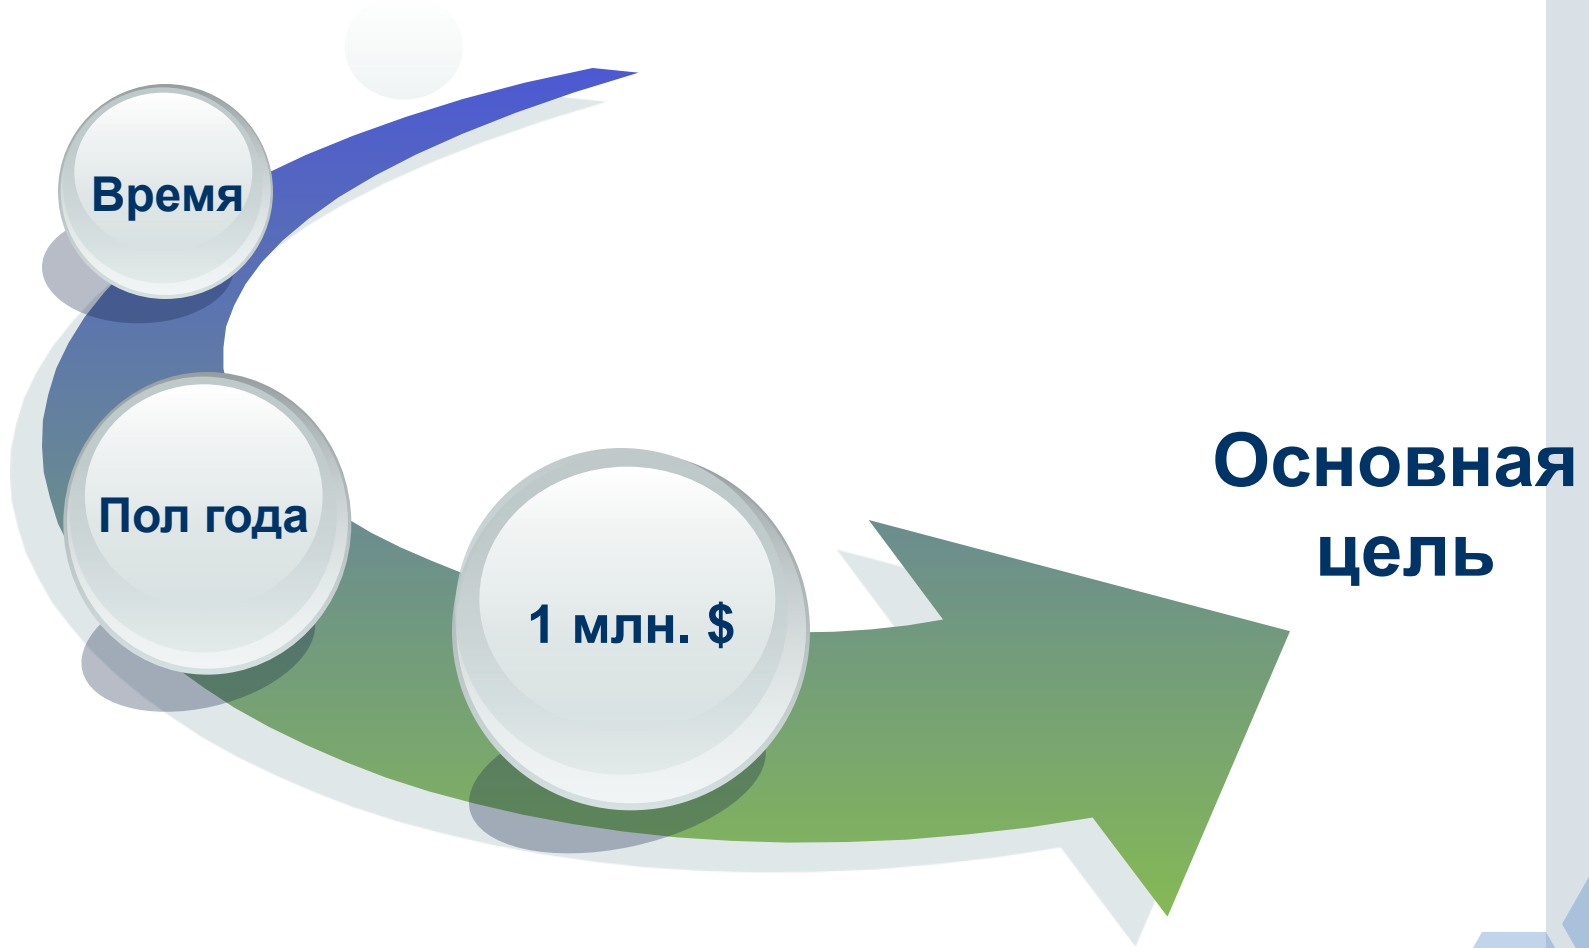 Время
Пол года
1 млн. $
Основная
цель